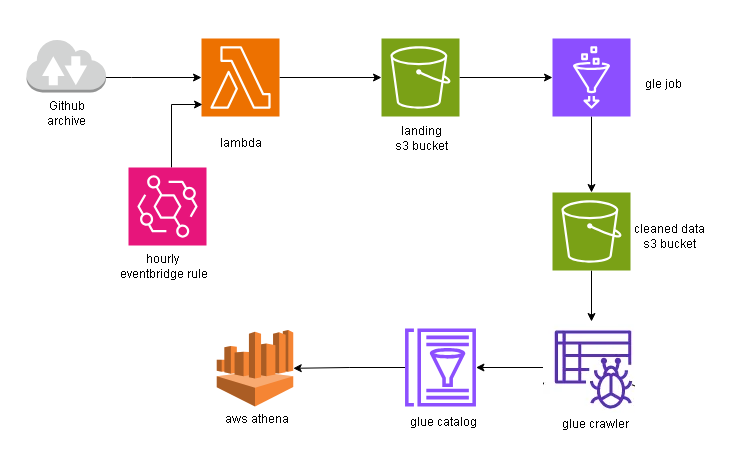 Github
archive
lambda
landing
s3 bucket
gle job
hourly
eventbridge rule
cleaned data
s3 bucket
aws athena
glue catalog
glue crawler